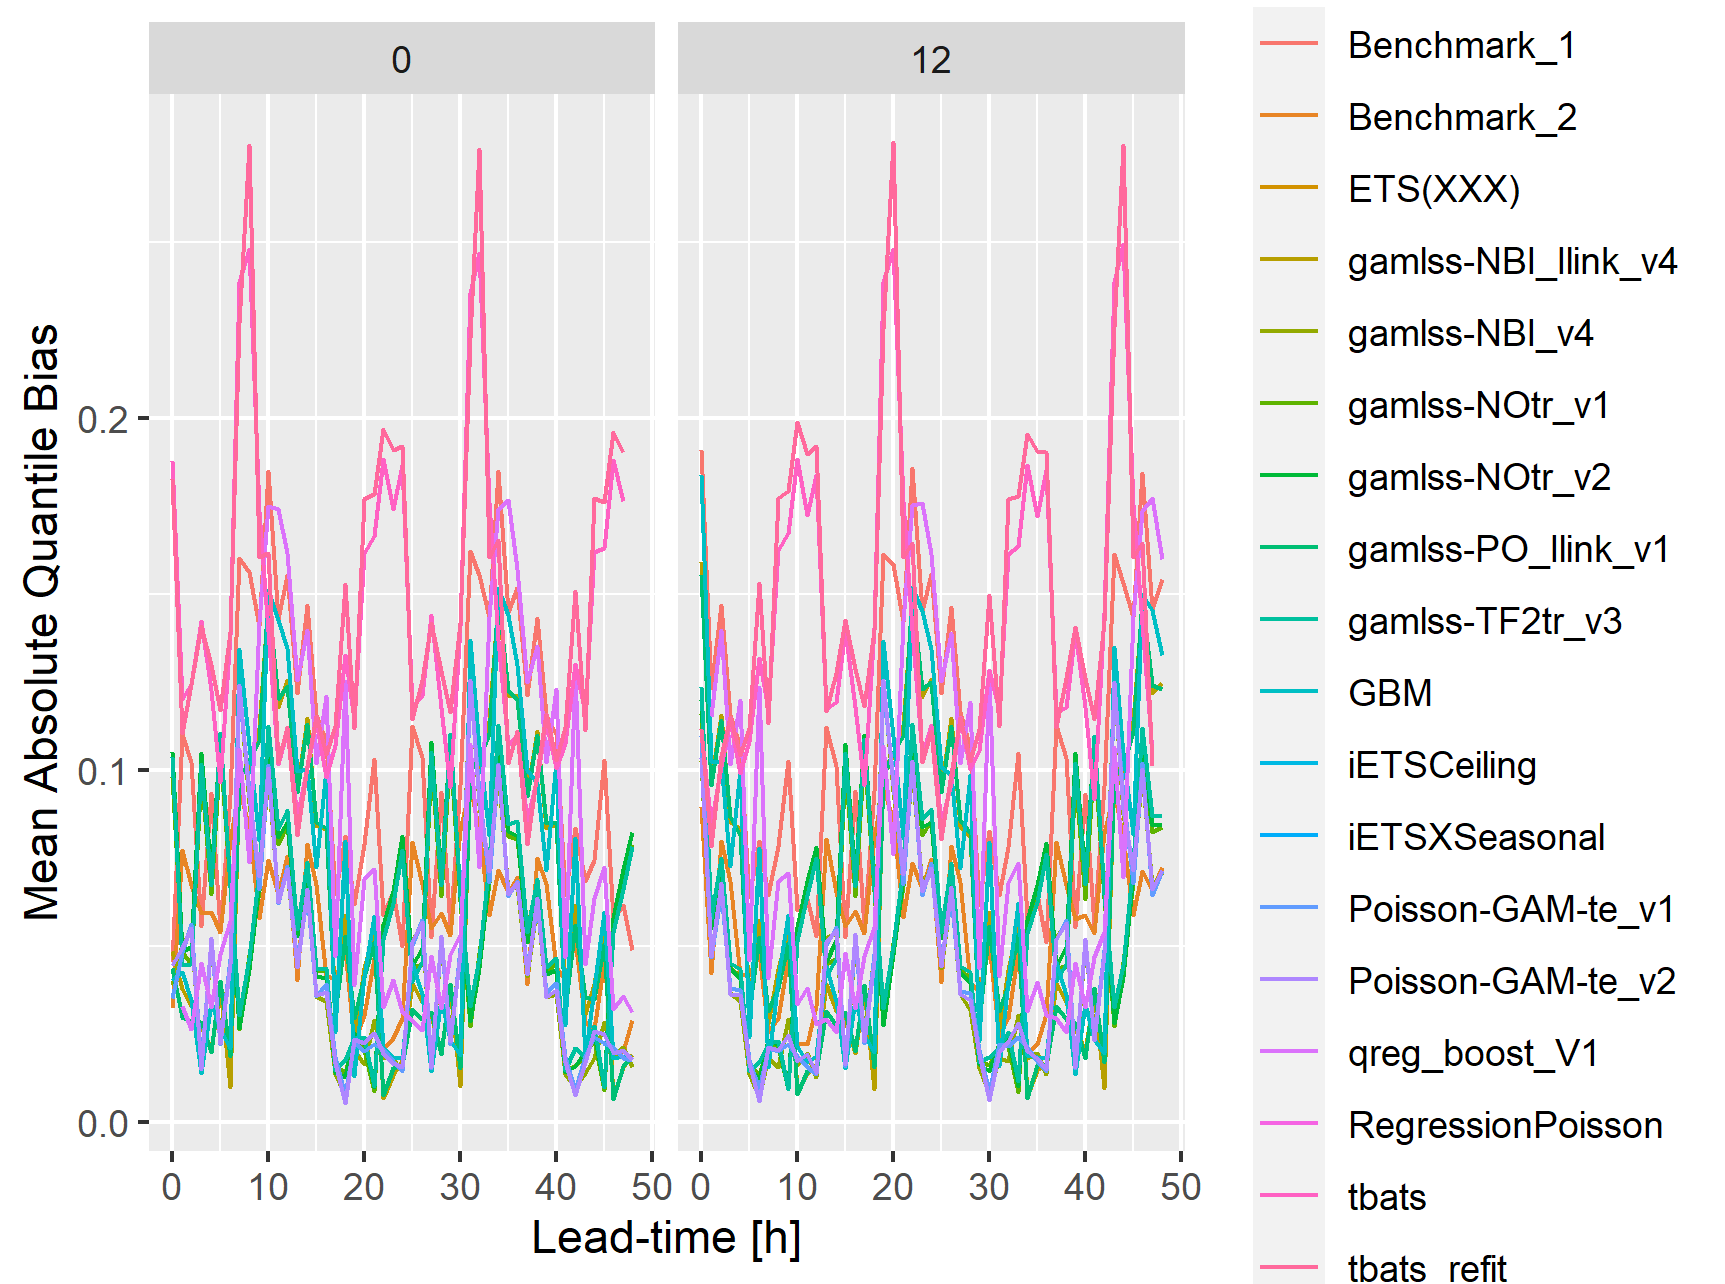 0
12
Mean Absolute Quantile Bias
0.2
0.1
0.0
0 10 20 30 40 50
0 10 20 30 40 50
Lead-time [h]
Benchmark_1
Benchmark_2
ETS(XXX)
gamlss-NBI_llink_v4
gamlss-NBI_v4
gamlss-NOtr_v1
gamlss-NOtr_v2
gamlss-PO_llink_v1
gamlss-TF2tr_v3
GBM
iETSCeiling
iETSXSeasonal
Poisson-GAM-te_v1
Poisson-GAM-te_v2
qreg_boost_V1
RegressionPoisson
tbats
tbats_refit